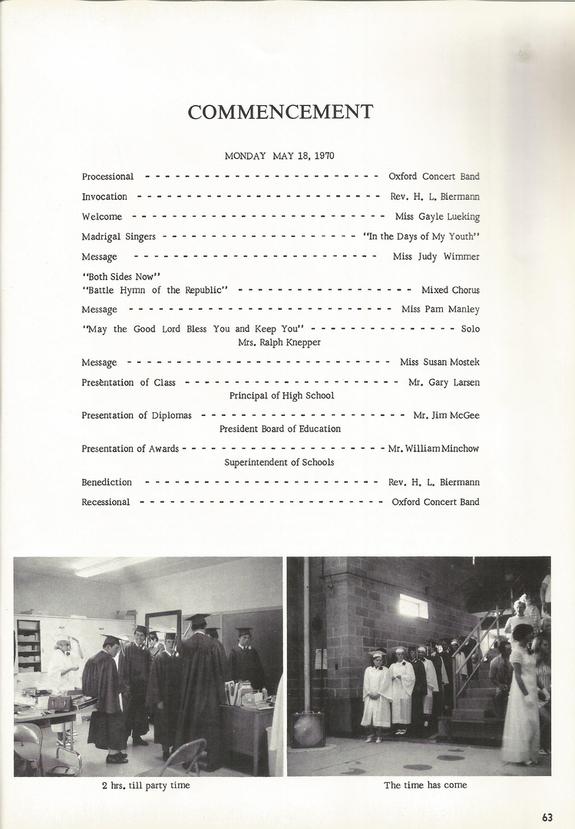 COMMENCEMENT
MONDAY MAY 18, 1970
Processional - - - - - - - - - - - - - - - - - - - - - - - - Oxford Concert Band
Invocation - - - - - - - - - - - - - - - - - - - - - - - - - Rev. H. L. Biermann
Welcome - - - - - - - - - - - - - - - - - - - - - - - - - - Miss Gayle Lueking
Madrigal Singers - - - - - - - - - - - - - - - - - - - - "In the Days of My Youth"
Message - - - - - - - - - - - - - - - - - - - - - - - - - Miss Judy Wimmer
"Both Sides Now"
"Battle Hymn of the Republic" - - - - - - - - - - - - - - - - - - Mixed Chorus
Message - - - - - - - - - - - - - - - - - - - - - - - - - - Miss Pam Manley
"May the Good Lord Bless You and Keep You" - - - - - - - - - - - - - - - Solo
Mrs. Ralph Knepper
Message - - - - - - - - - - - - - - - - - - - - - - - - - - Miss Susan Mostek
Presentation of Class - - - - - - - - - - - - - - - - - - - - - - Mr. Gary Larsen
Principal of High School
Presentation of Diplomas - - - - - - - - - - - - - - - - - - - - - Mr. Jim McGee
President Board of Education
Presentation of Awards - - - - - - - - - - - - - - - - - - - - - Mr. William Minchow
Superintendent of Schools
Benediction - - - - - - - - - - - - - - - - - - - - - - - - Rev. H. L. Biermann
Recessional - - - - - - - - - - - - - - - - - - - - - - - - - Oxford Concert Band
2 hrs. till party time
The time has come
63